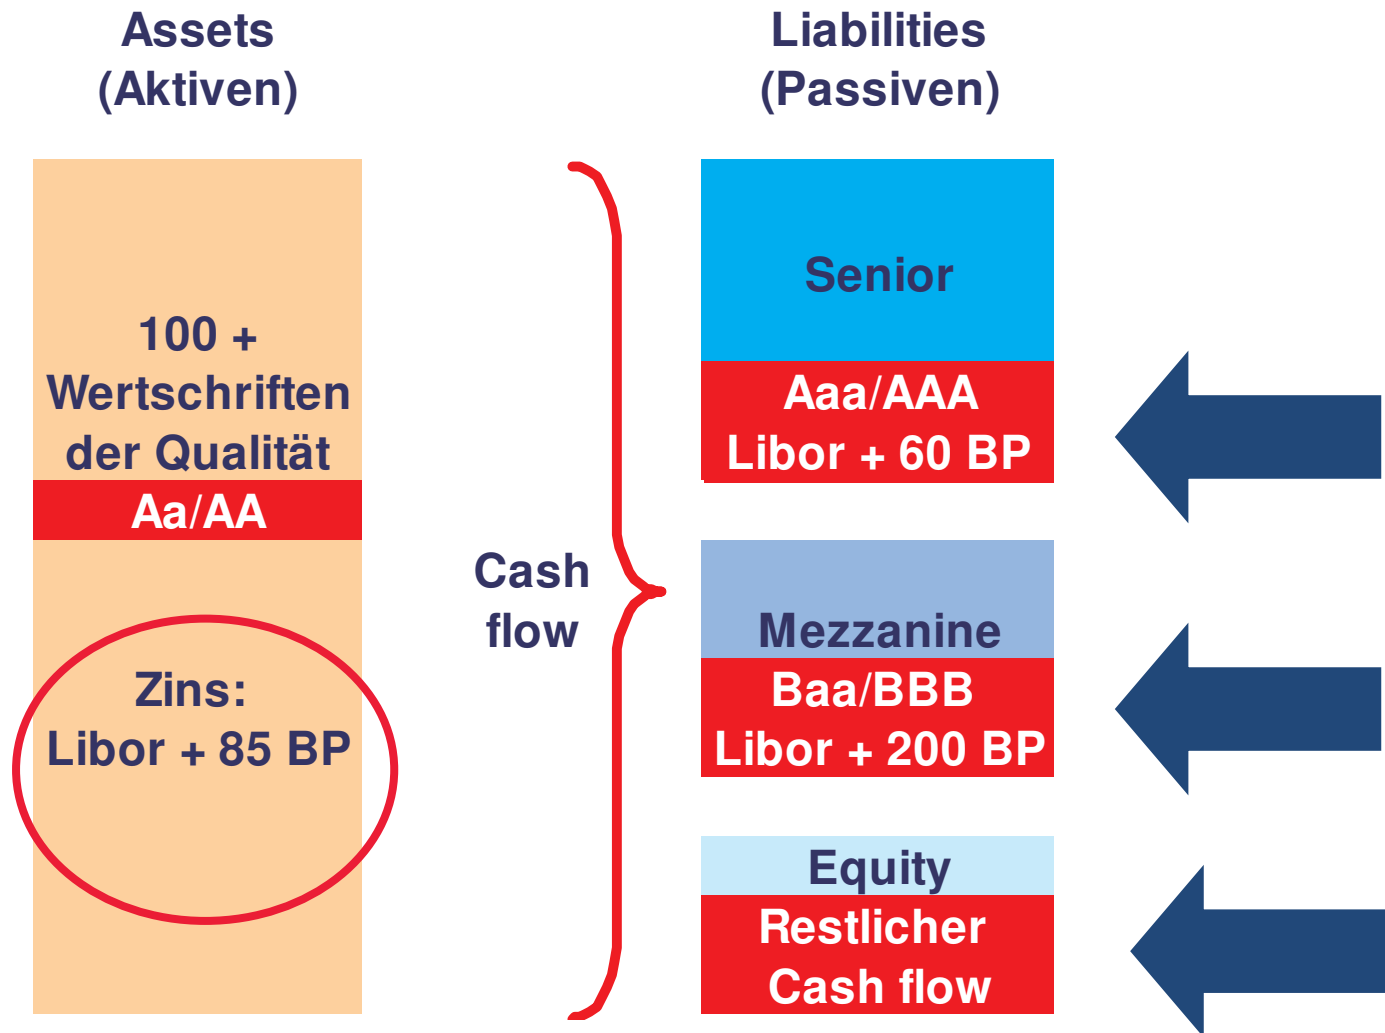 Assets
(Aktiven)
Liabilities
(Passiven)
100 +
Wertschriften
der Qualität
Aa/AA
Zins:
Libor + 85 BP
Cash
flow
Senior
Aaa/AAA
Libor + 60 BP
Mezzanine
Baa/BBB
Libor + 200 BP
Equity
Restlicher
Cash flow